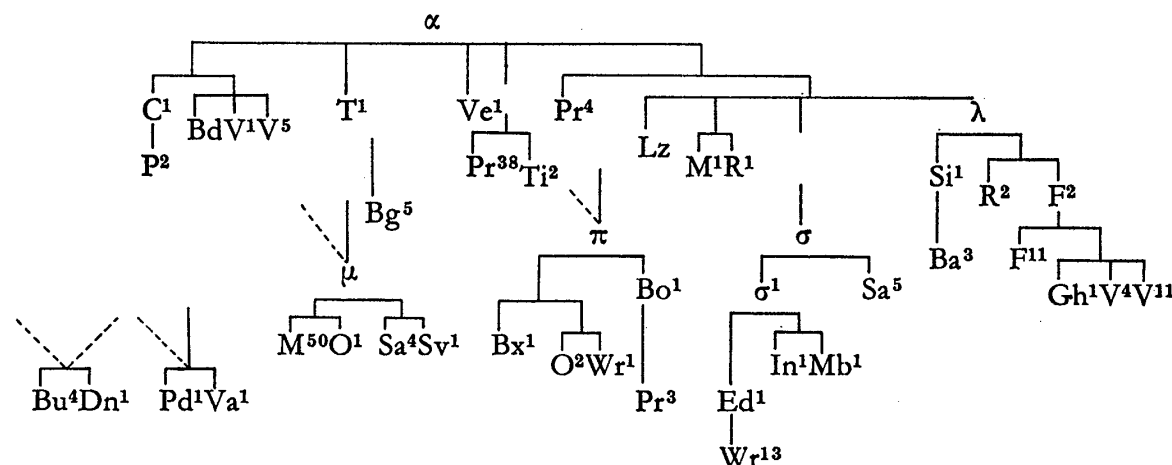 α
C¹ BdV¹V⁵ T¹ Ve¹ Pr⁴ λ
P² Pr³⁸Ti² Lz M¹R¹ Si¹ R² F²
Bg⁵
μ π σ Ba³ F¹¹
σ¹ Sa⁵ Bo¹ Gh¹V⁴V¹¹
M⁵⁰O¹ Sa⁴Sv¹ Bx¹ O²Wr¹ In¹Mb¹
Bu⁴Dn¹ Pd¹Va¹ Pr³ Ed¹
Wr¹³